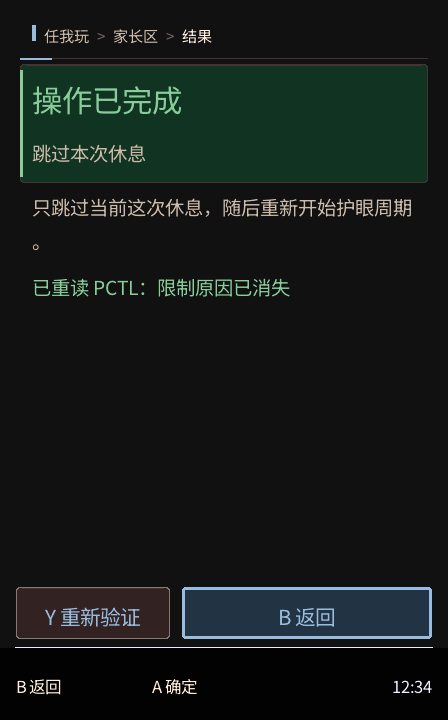 任我玩 > 家长区 > 结果
操作已完成
跳过本次休息
只跳过当前这次休息，随后重新开始护眼周期
。
已重读 PCTL：限制原因已消失
Y 重新验证
B 返回
B 返回
A 确定
12:34